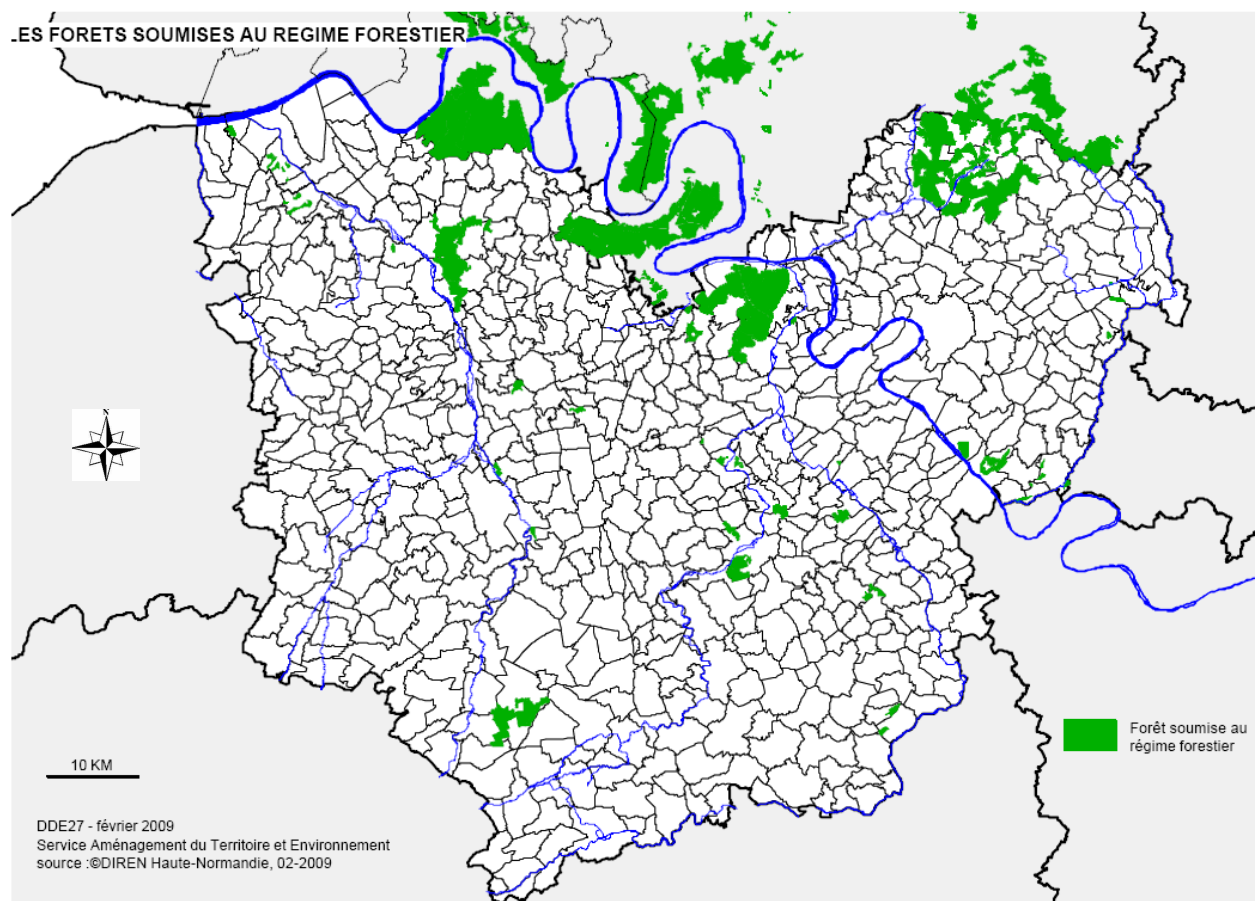 LES FORETS SOUMISES AU REGIME FORESTIER
N
Forêt soumise au
régime forestier
10 KM
DDE27 - février 2009
Service Aménagement du Territoire et Environnement
source :©DIREN Haute-Normandie, 02-2009